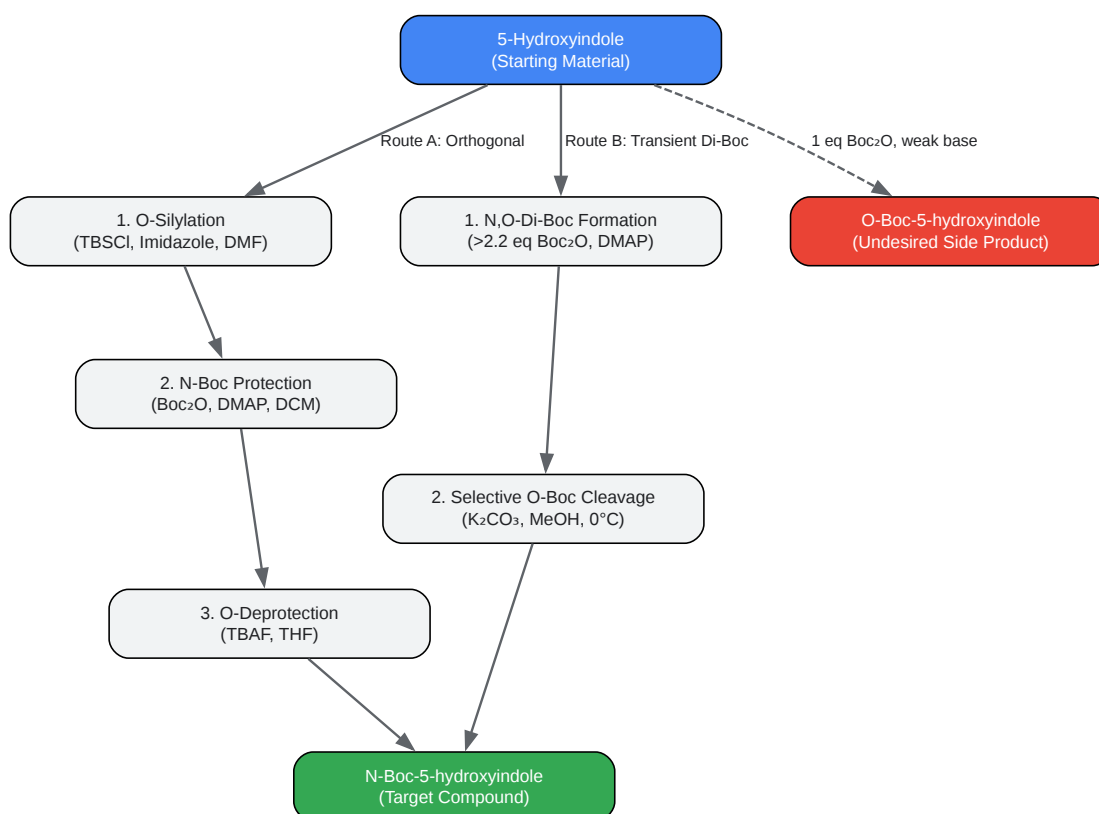 5-Hydroxyindole
(Starting Material)
Route A: Orthogonal
Route B: Transient Di-Boc
1 eq Boc₂O, weak base
1. O-Silylation
(TBSCl, Imidazole, DMF)
1. N,O-Di-Boc Formation
(>2.2 eq Boc₂O, DMAP)
O-Boc-5-hydroxyindole
(Undesired Side Product)
2. N-Boc Protection
(Boc₂O, DMAP, DCM)
2. Selective O-Boc Cleavage
(K₂CO₃, MeOH, 0°C)
3. O-Deprotection
(TBAF, THF)
N-Boc-5-hydroxyindole
(Target Compound)